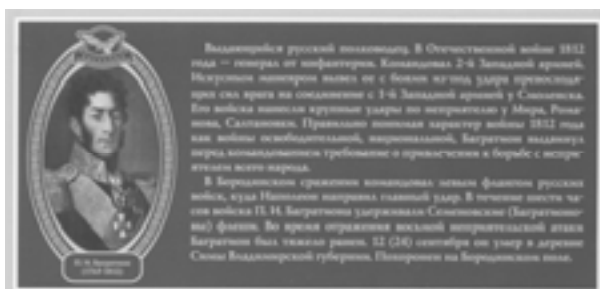 Выдающийся русский полководец. В Отечественной войне 1812
года — генерал от инфантерии. Командовал 2-й Западной армией.
Искусным маневром вывел ее с боями из-под удара превосходя-
щих сил врага на соединение с 1-й Западной армией у Смоленска.
Его войска нанесли крупные удары по неприятелю у Мира, Рома-
нова, Салтановки. Правильно понимая характер войны 1812 года
как войны освободительной, национальной, Багратион выдвинул
перед командованием требование о привлечении к борьбе с неприя-
ятелем всего народа.
В Бородинском сражении командовал левым флангом русских
войск, куда Наполеон направил главный удар. В течение шести ча-
сов войска П. И. Багратиона удерживали Семеновские (Багратионо-
вы) флеши. Во время отражения восьмой неприятельской атаки
Багратион был тяжело ранен. 12 (24) сентября он умер в деревне
Симы Владимирской губернии. Похоронен на Бородинском поле.
П. И. Багратион
(1765-1812)